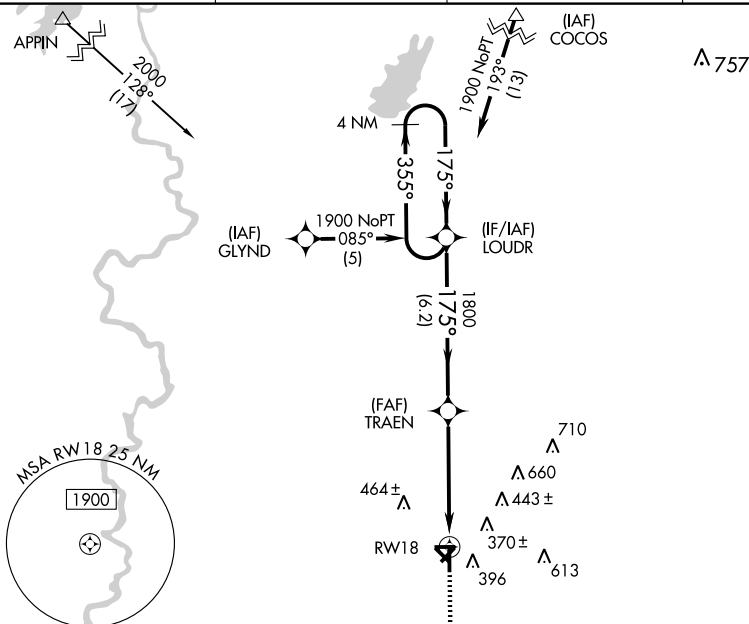 APPIN
2000
128°
(17)
(IAF)
COCOS
1900 NoPT
193°
(13)
757
4 NM
355°
175°
(IAF)
GLYND
1900 NoPT
085°
(5)
(IF/IAF)
LOUDR
1800
175°
(6.2)
(FAF)
TRAEN
710
660
464±
443±
370±
RW18
396
613
MSA RW18 25 NM
1900